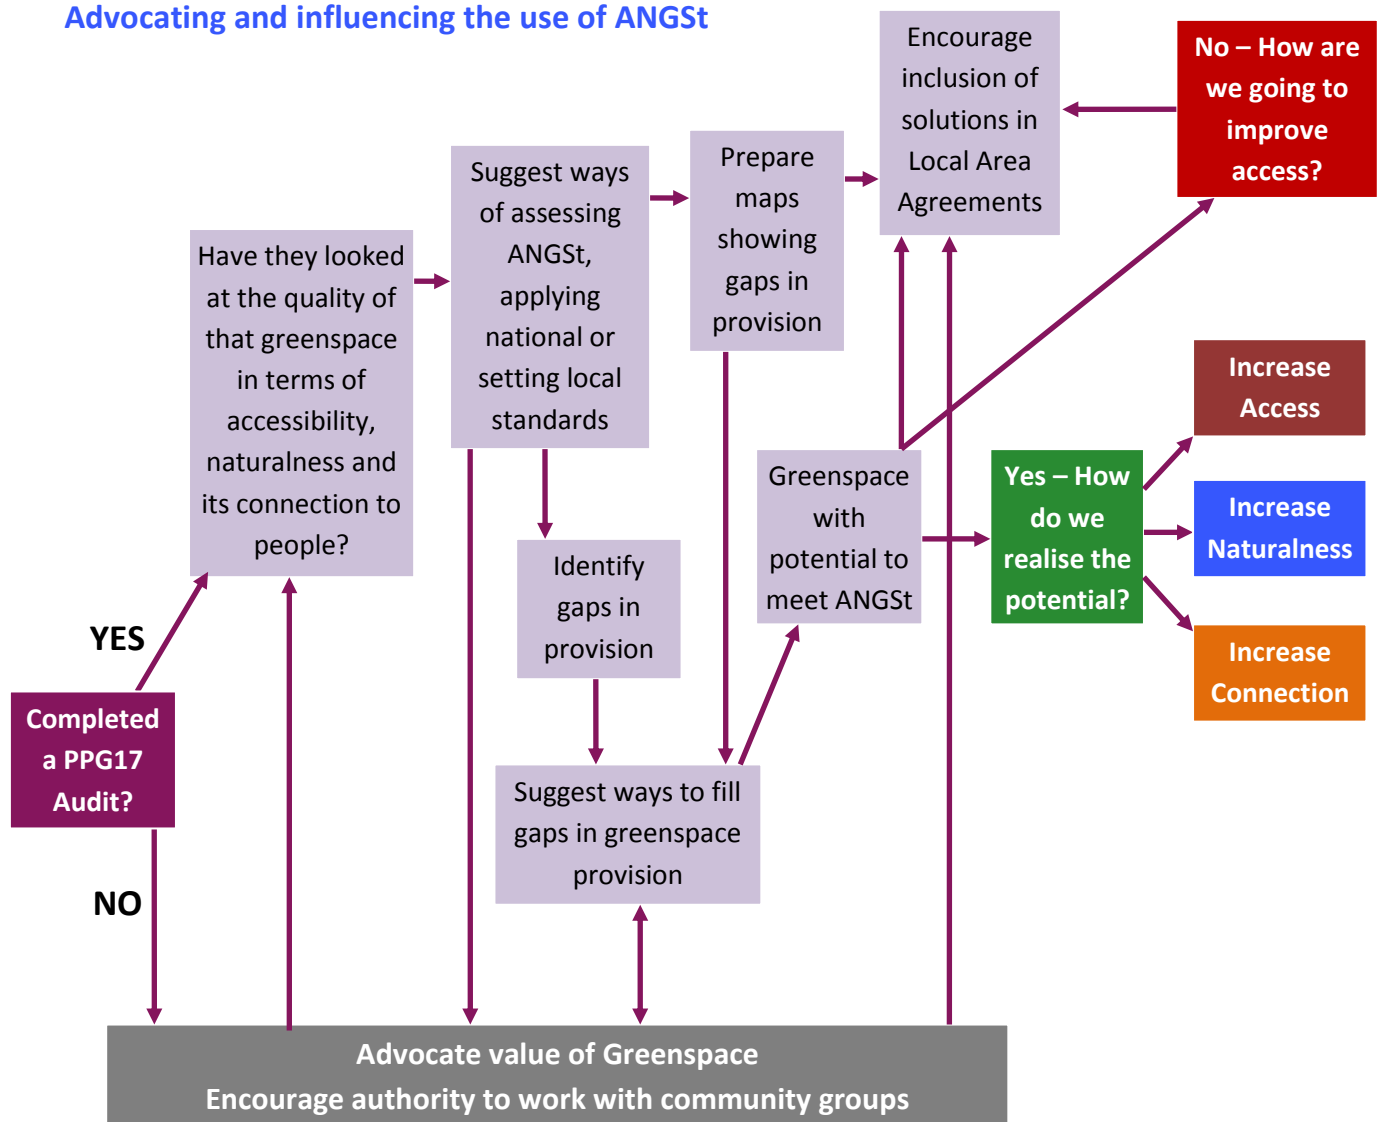 Advocating and influencing the use of ANGSt
Encourage
inclusion of
solutions in
Local Area
Agreements
No – How are
we going to
improve
access?
Prepare
maps
showing
gaps in
provision
Suggest ways
of assessing
ANGSt,
applying
national or
setting local
standards
Have they looked
at the quality of
that greenspace
in terms of
accessibility,
naturalness and
its connection to
people?
Increase
Access
Greenspace
with
potential to
meet ANGSt
Yes – How
do we
realise the
potential?
Increase
Naturalness
Identify
gaps in
provision
YES
Increase
Connection
Completed
a PPG17
Audit?
Suggest ways to fill
gaps in greenspace
provision
NO
Advocate value of Greenspace
Encourage authority to work with community groups